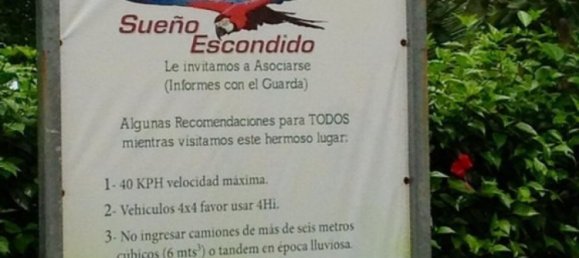 Sueño
Escondido
Le invitamos a Asociarse
(Informes con el Guarda)
Algunas Recomendaciones para TODOS
mientras visitamos este hermoso lugar:
1- 40 KPH velocidad máxima.
2- Vehiculos 4x4 favor usar 4Hi.
3- No ingresar camiones de más de seis metros
cubicos (6 mts³) o tandem en época lluviosa.